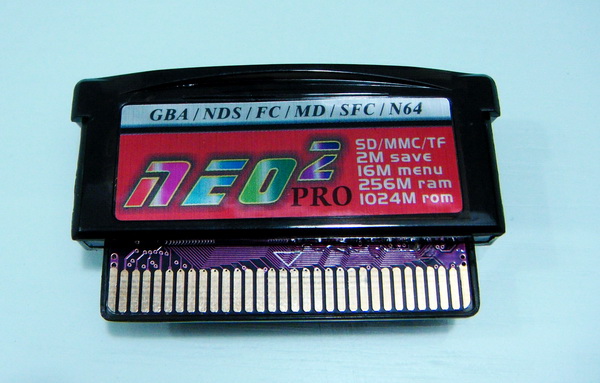 GBA/NDS/FC/MD/SFC/N64
NEO2 PRO
SD/MMC/TF
2M save
16M menu
256M ram
1024M rom